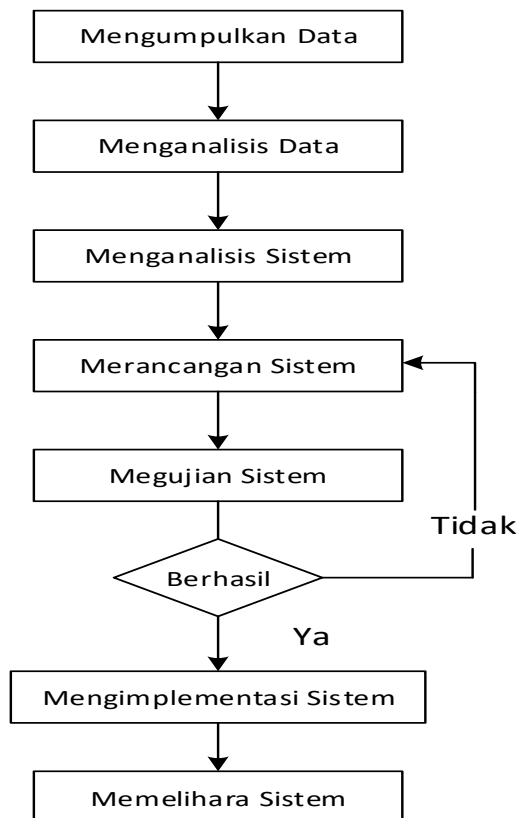 Mengumpulkan Data
Menganalisis Data
Menganalisis Sistem
Merancangan Sistem
Megujian Sistem
Tidak
Berhasil
Ya
Mengimplementasi Sistem
Memelihara Sistem